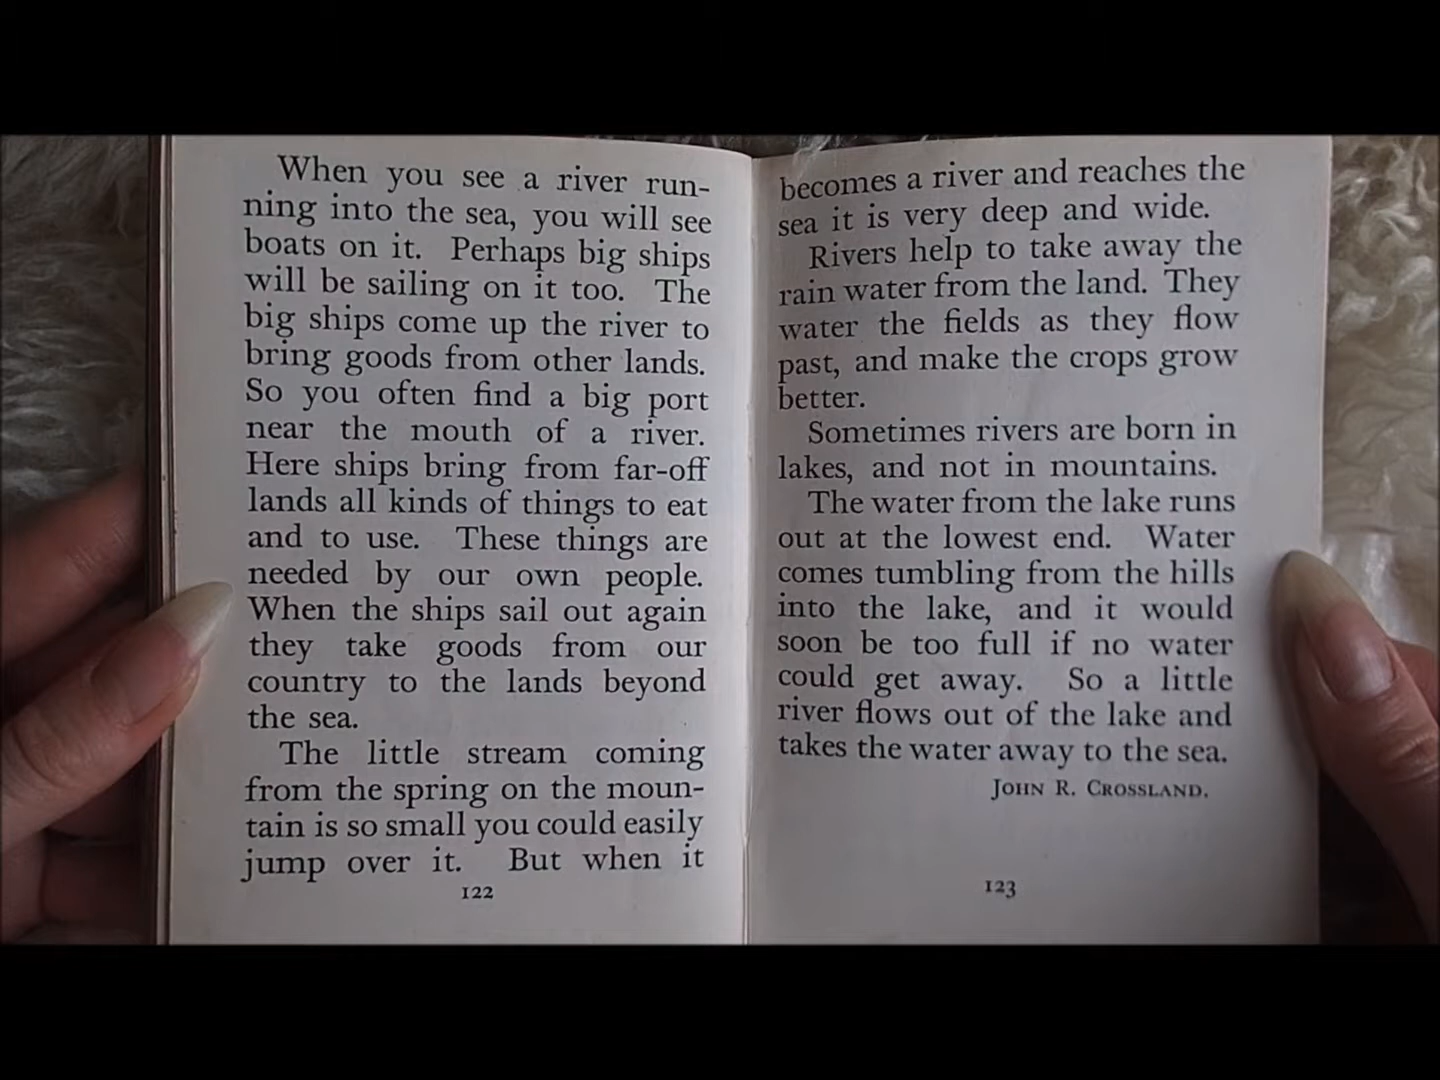 When you see a river run-
ning into the sea, you will see
boats on it. Perhaps big ships
will be sailing on it too. The
big ships come up the river to
bring goods from other lands.
So you often find a big port
near the mouth of a river.
Here ships bring from far-off
lands all kinds of things to eat
and to use. These things are
needed by our own people.
When the ships sail out again
they take goods from our
country to the lands beyond
the sea.
The little stream coming
from the spring on the moun-
tain is so small you could easily
jump over it. But when it
122
becomes a river and reaches the
sea it is very deep and wide.
Rivers help to take away the
rain water from the land. They
water the fields as they flow
past, and make the crops grow
better.
Sometimes rivers are born in
lakes, and not in mountains.
The water from the lake runs
out at the lowest end. Water
comes tumbling from the hills
into the lake, and it would
soon be too full if no water
could get away. So a little
river flows out of the lake and
takes the water away to the sea.
John R. Crossland.
123